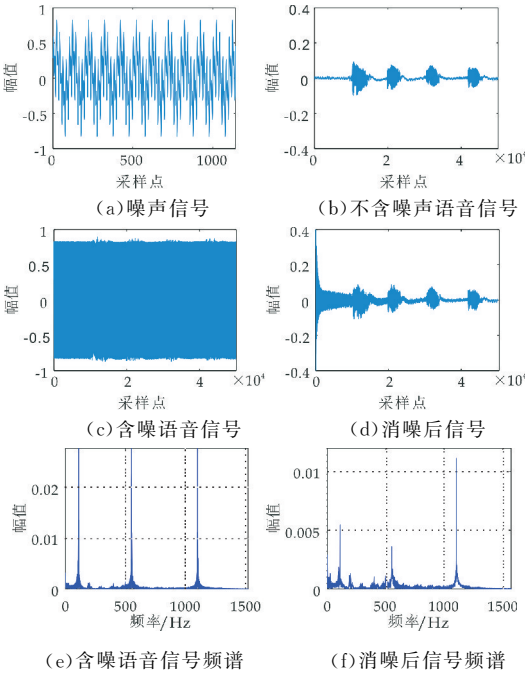 1
0.5
0
-0.5
-1
幅值
0
500
1000
采样点
(a)噪声信号
0.4
0.2
0
-0.2
-0.4
幅值
0
2
4
×10⁴
采样点
(b)不含噪声语音信号
1
0.5
0
-0.5
-1
幅值
0
2
4
×10⁴
采样点
(c)含噪语音信号
0.4
0.2
0
-0.2
-0.4
幅值
0
2
4
×10⁴
采样点
(d)消噪后信号
0.02
0.01
0
幅值
0
500
1000
1500
频率/Hz
(e)含噪语音信号频谱
0.01
0.005
0
幅值
0
500
1000
1500
频率/Hz
(f)消噪后信号频谱